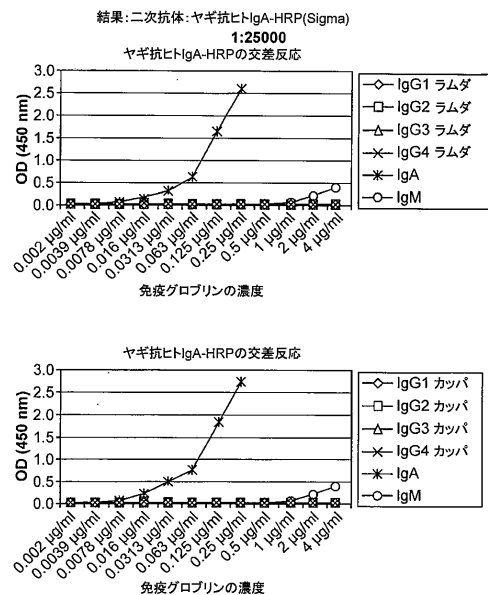 結果：二次抗体：ヤギ抗ヒトIgA-HRP(Sigma)
1:25000
ヤギ抗ヒトIgA-HRPの交差反応
OD (450 nm)
3.0
2.5
2.0
1.5
1.0
0.5
0.0
0.002 μg/ml
0.0039 μg/ml
0.0078 μg/ml
0.016 μg/ml
0.0313 μg/ml
0.063 μg/ml
0.125 μg/ml
0.25 μg/ml
0.5 μg/ml
1 μg/ml
2 μg/ml
4 μg/ml
免疫グロブリンの濃度
IgG1 ラムダ
IgG2 ラムダ
IgG3 ラムダ
IgG4 ラムダ
IgA
IgM
ヤギ抗ヒトIgA-HRPの交差反応
OD (450 nm)
3.0
2.5
2.0
1.5
1.0
0.5
0.0
0.002 μg/ml
0.0039 μg/ml
0.0078 μg/ml
0.016 μg/ml
0.0313 μg/ml
0.063 μg/ml
0.125 μg/ml
0.25 μg/ml
0.5 μg/ml
1 μg/ml
2 μg/ml
4 μg/ml
免疫グロブリンの濃度
IgG1 カッパ
IgG2 カッパ
IgG3 カッパ
IgG4 カッパ
IgA
IgM